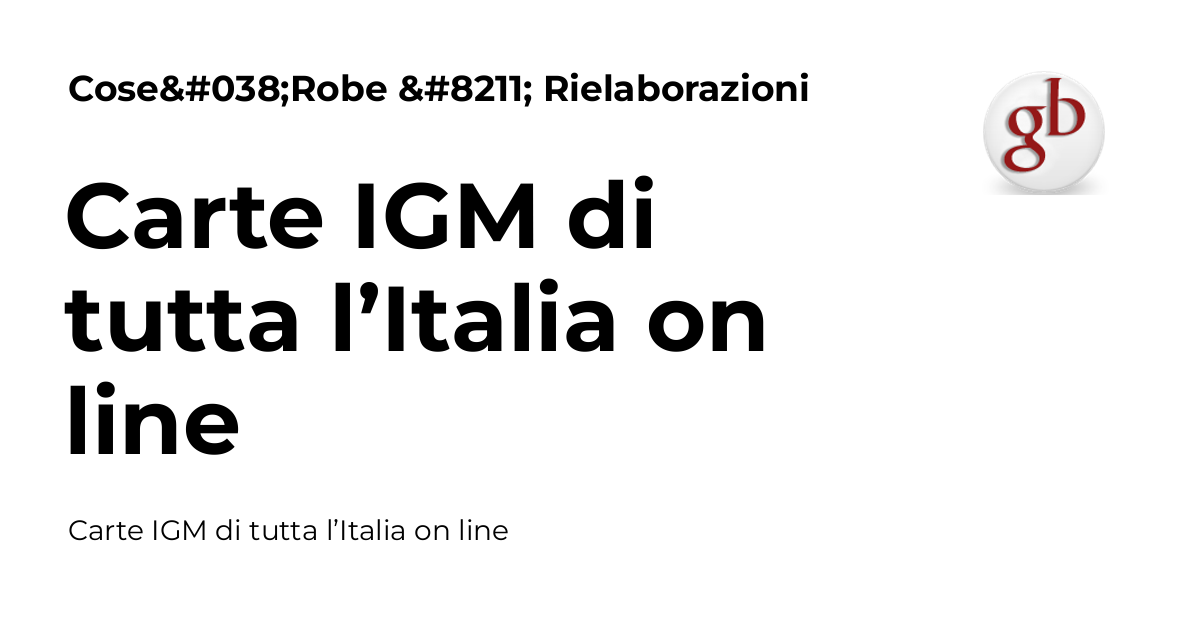 Cose&#038;Robe &#8211; Rielaborazioni
gb
Carte IGM di
tutta l’Italia on
line
Carte IGM di tutta l’Italia on line